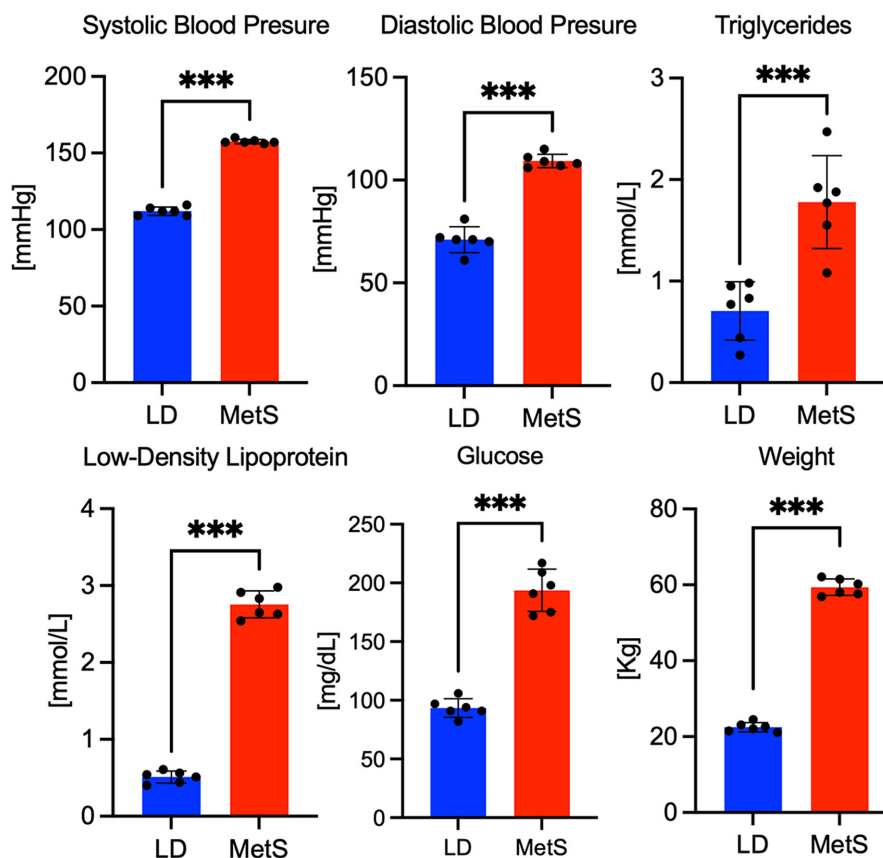 Systolic Blood Presure
***
200
150
100
50
0
[mmHg]
LD MetS
Diastolic Blood Presure
***
150
100
50
0
[mmHg]
LD MetS
Triglycerides
***
3
2
1
0
[mmol/L]
LD MetS
Low-Density Lipoprotein
***
4
3
2
1
0
[mmol/L]
LD MetS
Glucose
***
250
200
150
100
50
0
[mg/dL]
LD MetS
Weight
***
80
60
40
20
0
[Kg]
LD MetS